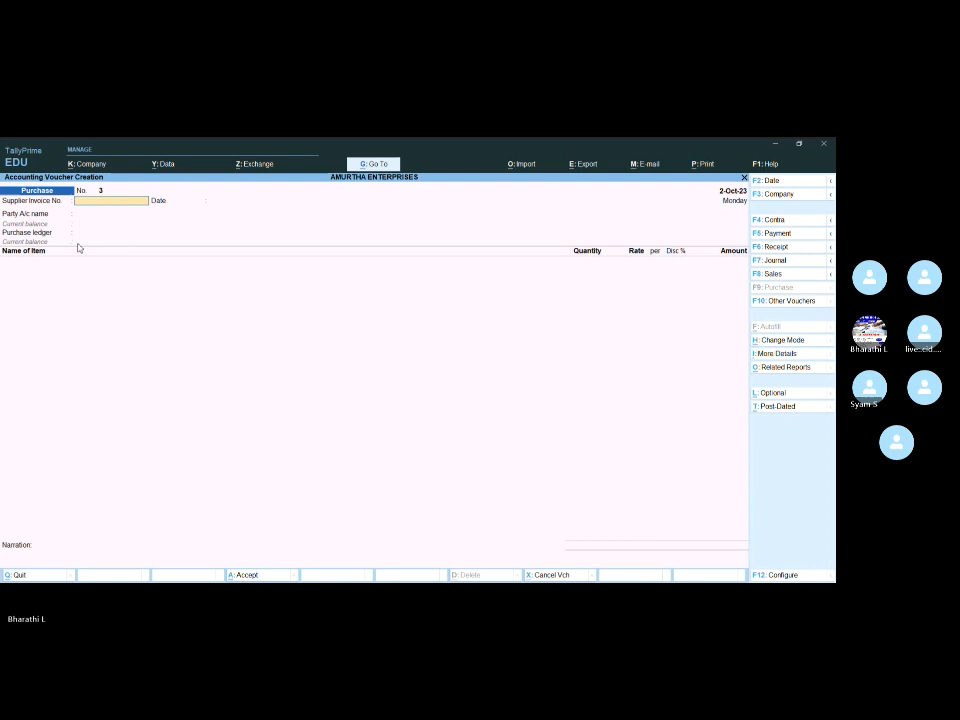 TallyPrime
EDU
MANAGE
K: Company
Y: Data
Z: Exchange
G: Go To
O: Import
E: Export
M: E-mail
P: Print
F1: Help
Accounting Voucher Creation
AMURTHA ENTERPRISES
Purchase No. 3
2-Oct-23
Supplier Invoice No. :
Date :
Monday
Party A/c name :
Current balance :
Purchase ledger :
Current balance :
Name of Item
Quantity
Rate per Disc %
Amount
Narration:
F2: Date
F3: Company
F4: Contra
F5: Payment
F6: Receipt
F7: Journal
F8: Sales
F9: Purchase
F10: Other Vouchers
F: Autofill
H: Change Mode
I: More Details
O: Related Reports
L: Optional
T: Post-Dated
Q: Quit
A: Accept
D: Delete
X: Cancel Vch
F12: Configure
Bharathi L
live:.cid....
Syam S
Bharathi L